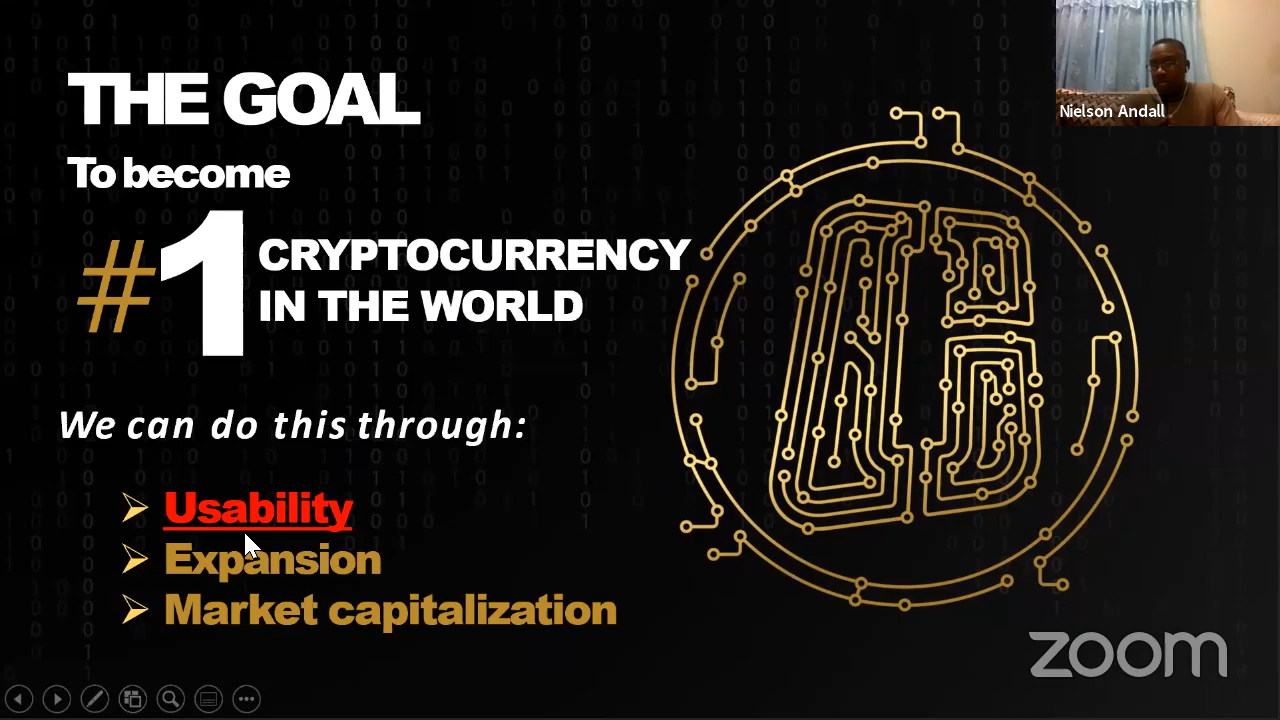 THE GOAL
To become
#1
CRYPTOCURRENCY
IN THE WORLD
We can do this through:
Usability
Expansion
Market capitalization
Nielson Andall
zoom